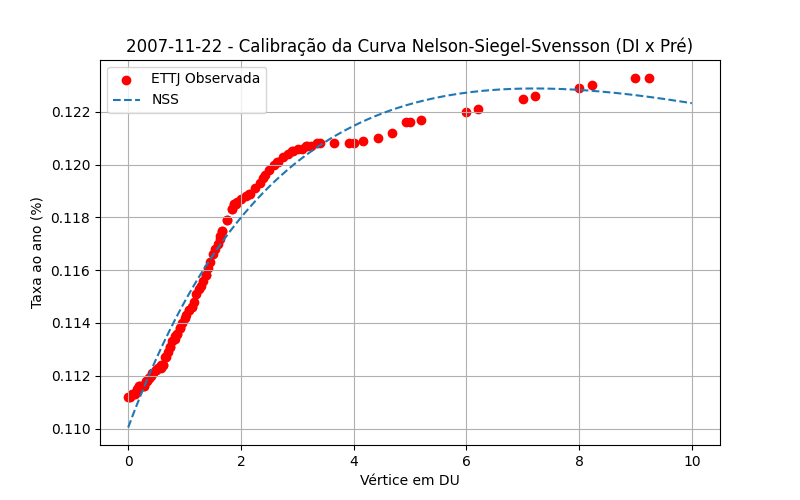 2007-11-22 - Calibração da Curva Nelson-Siegel-Svensson (DI x Pré)
ETTJ Observada
NSS
Taxa ao ano (%)
0.122
0.120
0.118
0.116
0.114
0.112
0.110
0 2 4 6 8 10
Vértice em DU